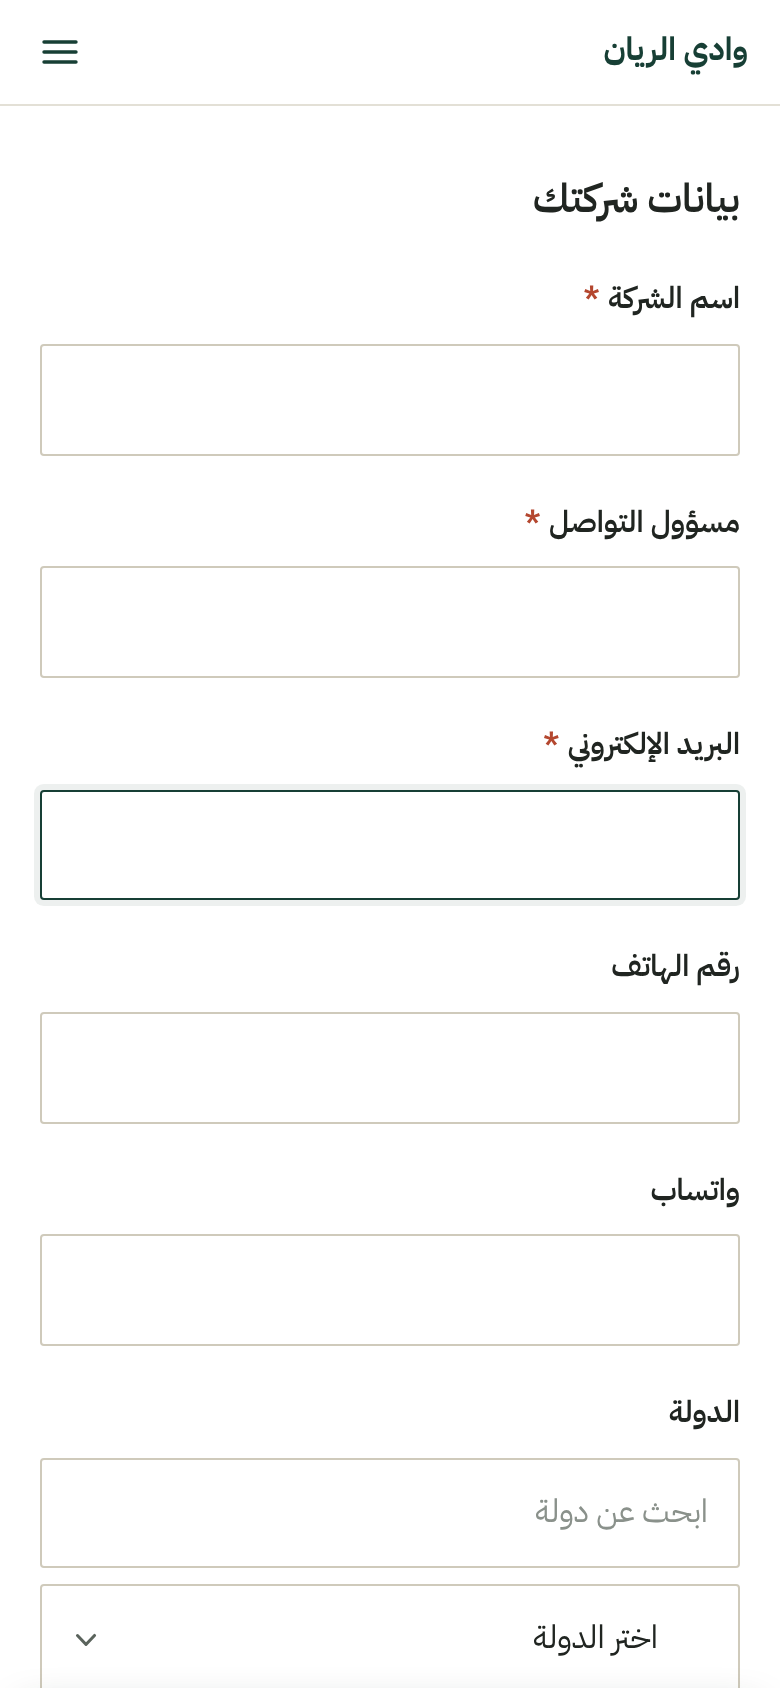 وادي الريان
بيانات شركتك
اسم الشركة *
مسؤول التواصل *
البريد الإلكتروني *
رقم الهاتف
واتساب
الدولة
ابحث عن دولة
اختر الدولة